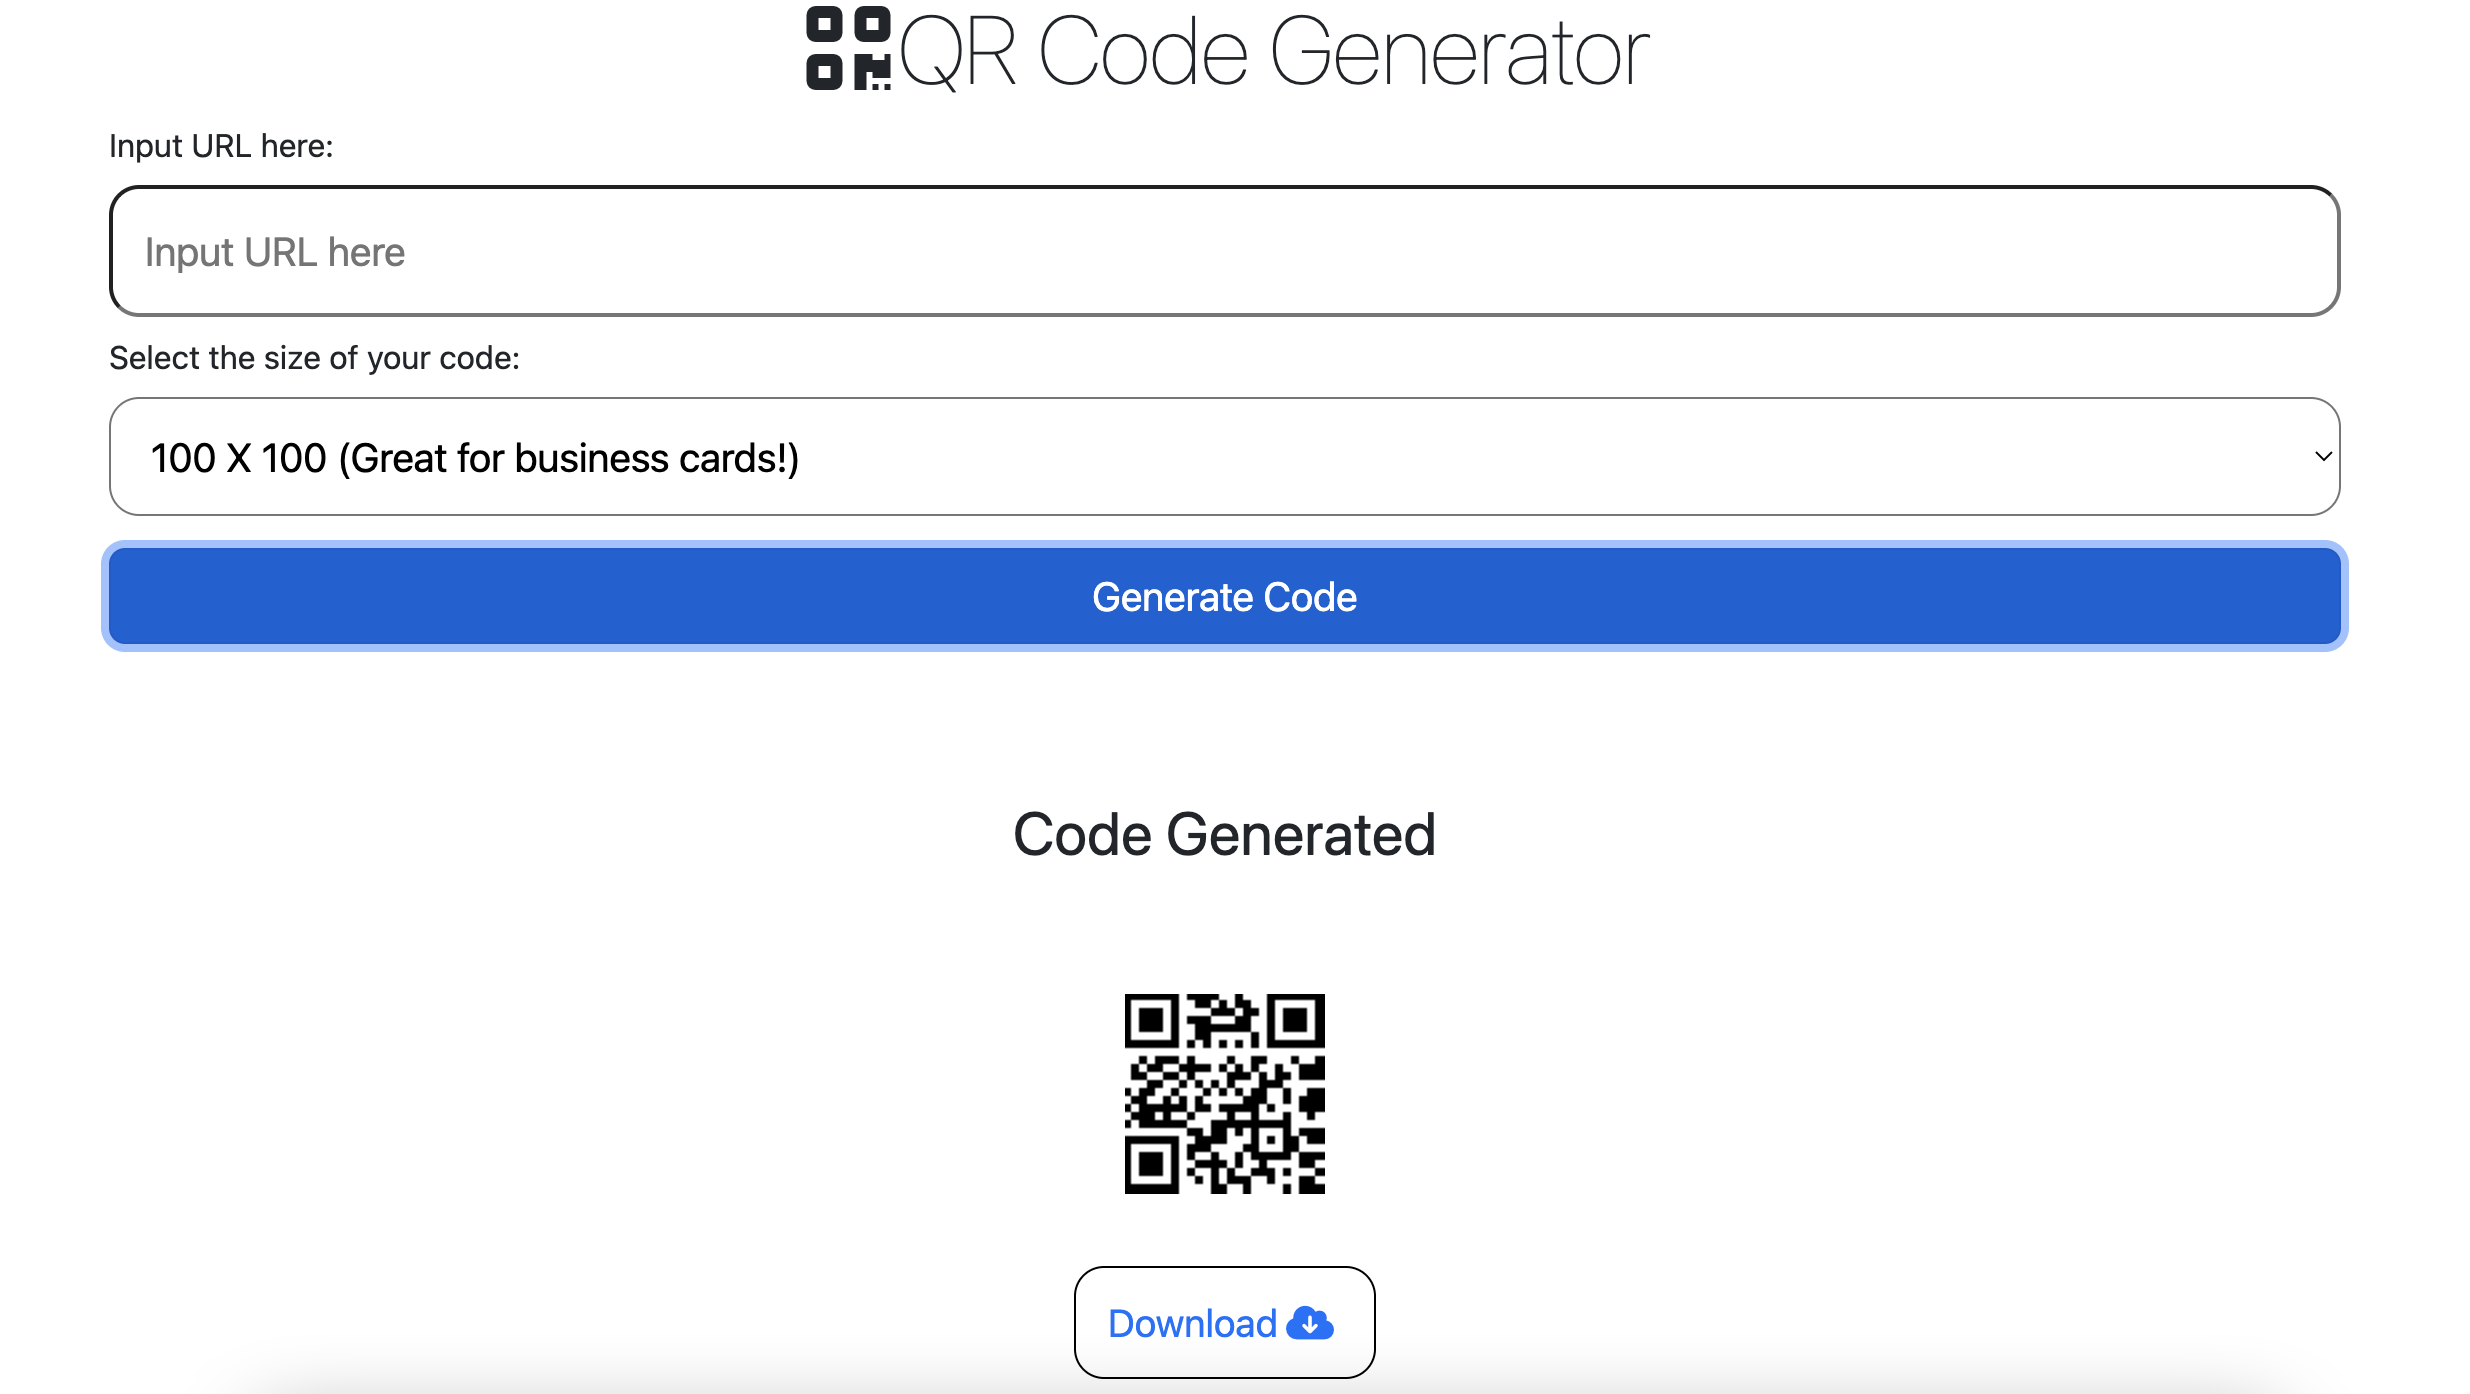 QR Code Generator
Input URL here:
Input URL here
Select the size of your code:
100 X 100 (Great for business cards!)
Generate Code
Code Generated
Download